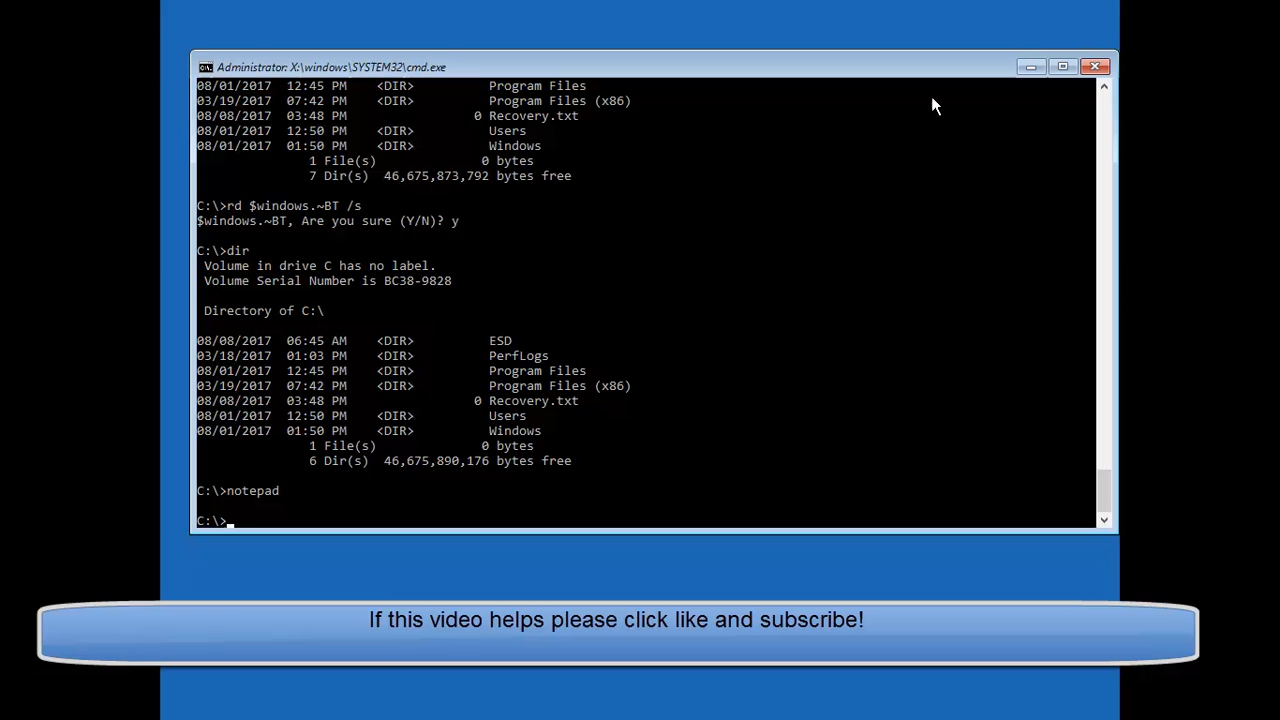 Administrator: X:\windows\SYSTEM32\cmd.exe
08/01/2017  12:45 PM    <DIR>          Program Files
03/19/2017  07:42 PM    <DIR>          Program Files (x86)
08/08/2017  03:48 PM                 0 Recovery.txt
08/01/2017  12:50 PM    <DIR>          Users
08/01/2017  01:50 PM    <DIR>          Windows
               1 File(s)              0 bytes
               7 Dir(s)  46,675,873,792 bytes free
C:\>rd $windows.~BT /s
$windows.~BT, Are you sure (Y/N)? y
C:\>dir
 Volume in drive C has no label.
 Volume Serial Number is BC38-9828
 Directory of C:\
08/08/2017  06:45 AM    <DIR>          ESD
03/18/2017  01:03 PM    <DIR>          PerfLogs
08/01/2017  12:45 PM    <DIR>          Program Files
03/19/2017  07:42 PM    <DIR>          Program Files (x86)
08/08/2017  03:48 PM                 0 Recovery.txt
08/01/2017  12:50 PM    <DIR>          Users
08/01/2017  01:50 PM    <DIR>          Windows
               1 File(s)              0 bytes
               6 Dir(s)  46,675,890,176 bytes free
C:\>notepad
C:\>
If this video helps please click like and subscribe!